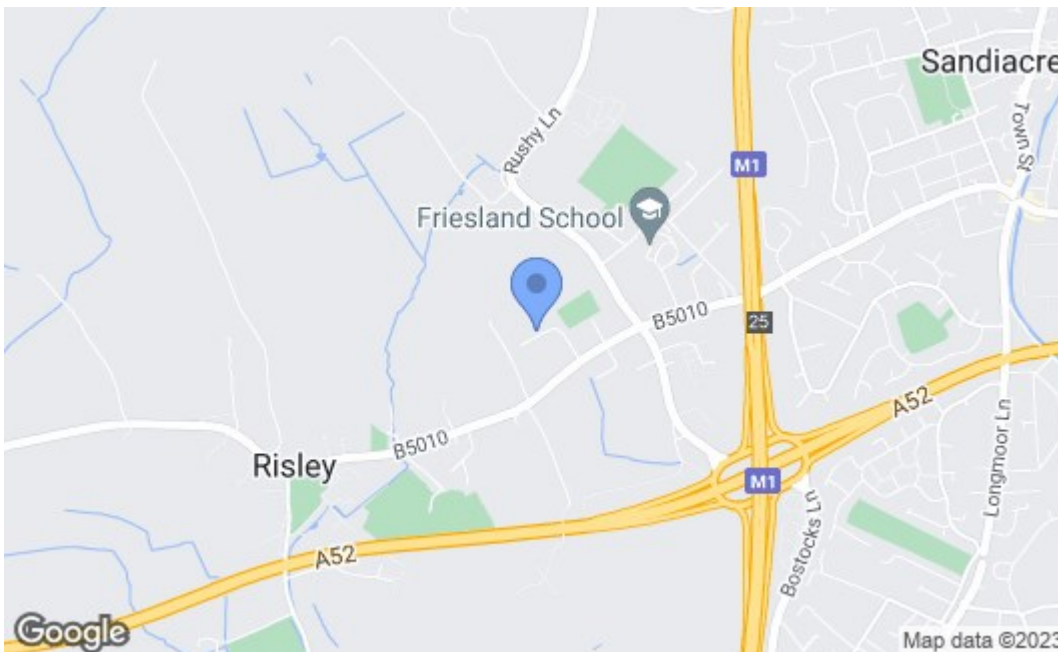 Sandiacre
Town St
Rushy Ln
M1
Friesland School
B5010
25
A52
Longmoor Ln
B5010
Risley
M1
Bostocks Ln
A52
Google
Map data ©2023